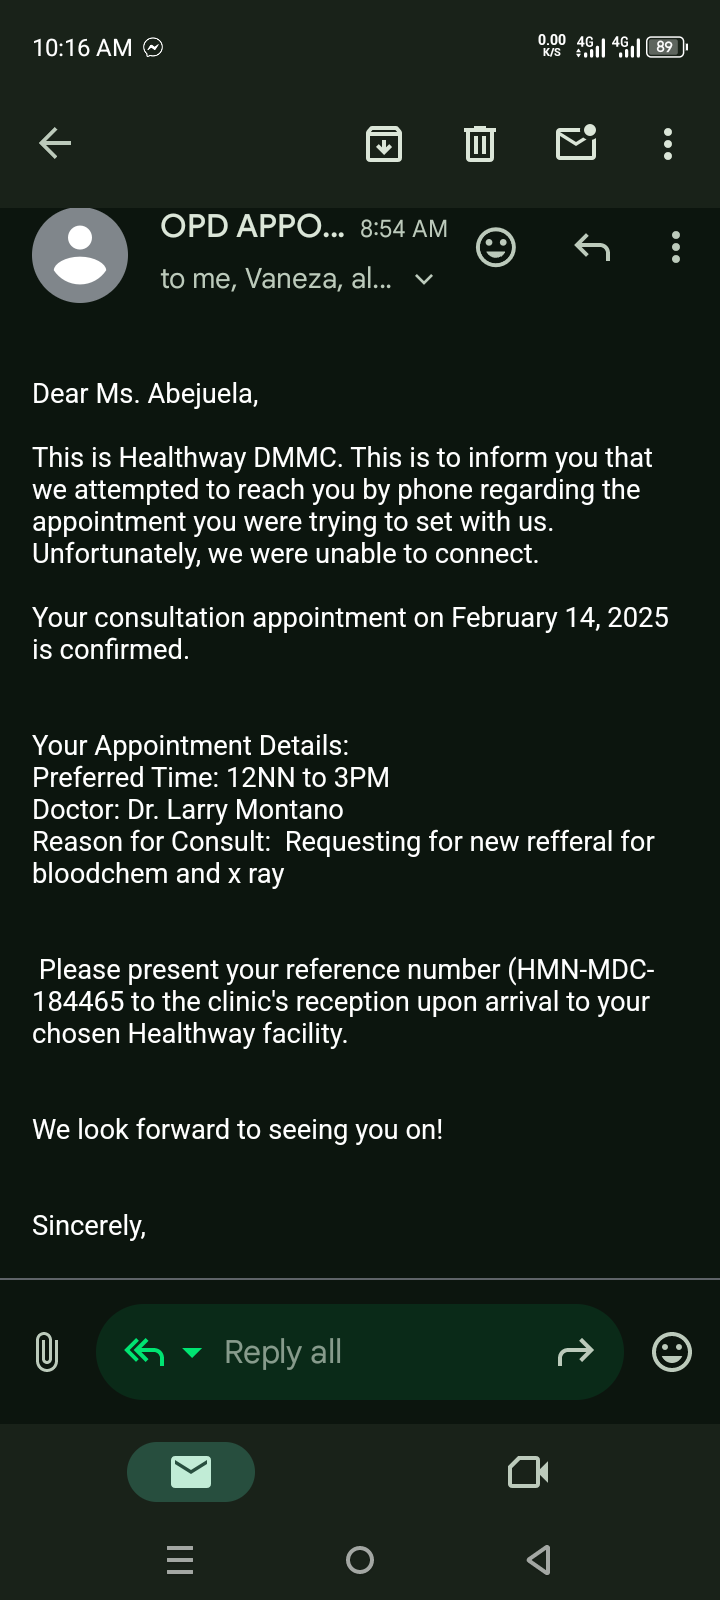 10:16 AM
0.00 K/S 4G 4G 89
OPD APPO... 8:54 AM
to me, Vaneza, al...
Dear Ms. Abejuela,
This is Healthway DMMC. This is to inform you that
we attempted to reach you by phone regarding the
appointment you were trying to set with us.
Unfortunately, we were unable to connect.
Your consultation appointment on February 14, 2025
is confirmed.
Your Appointment Details:
Preferred Time: 12NN to 3PM
Doctor: Dr. Larry Montano
Reason for Consult:  Requesting for new refferal for
bloodchem and x ray
Please present your reference number (HMN-MDC-
184465 to the clinic's reception upon arrival to your
chosen Healthway facility.
We look forward to seeing you on!
Sincerely,
Reply all